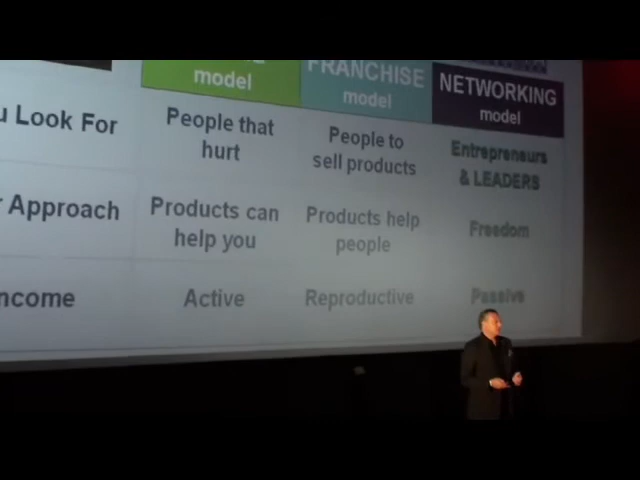 model
FRANCHISE
model
NETWORKING
model
u Look For
People that
hurt
People to
sell products
Entrepreneurs
& LEADERS
Approach
Products can
help you
Products help
people
Freedom
ncome
Active
Reproductive
Passive